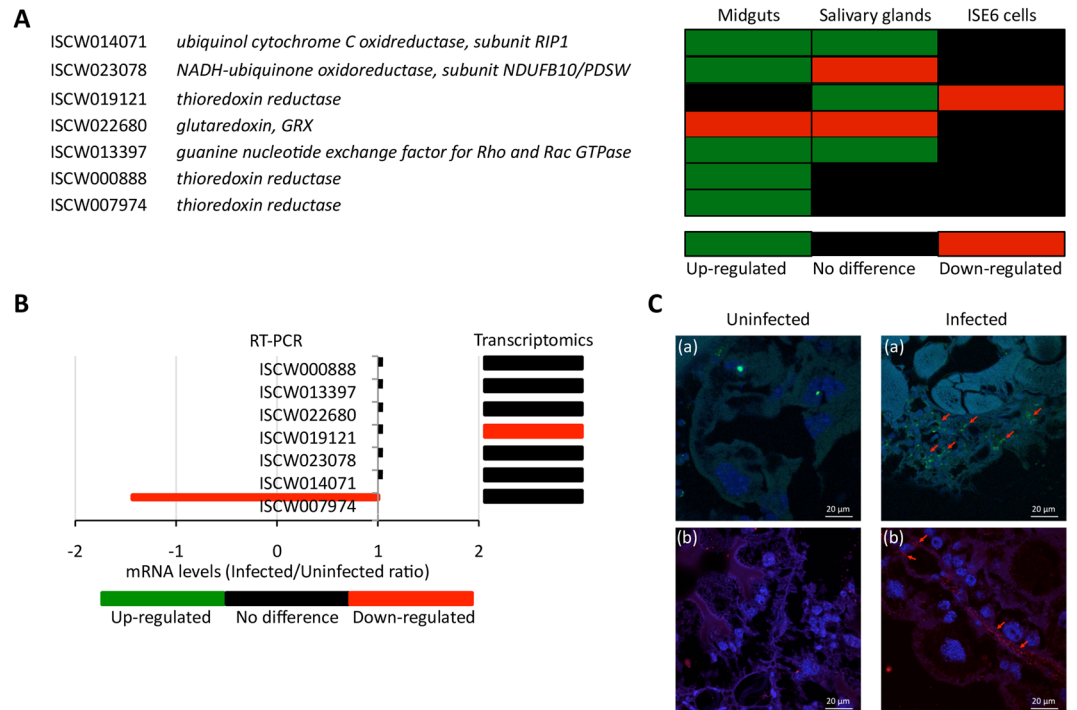 A
Midguts Salivary glands ISE6 cells
ISCW014071 ubiquinol cytochrome C oxidreductase, subunit RIP1
ISCW023078 NADH-ubiquinone oxidoreductase, subunit NDUFB10/PDSW
ISCW019121 thioredoxin reductase
ISCW022680 glutaredoxin, GRX
ISCW013397 guanine nucleotide exchange factor for Rho and Rac GTPase
ISCW000888 thioredoxin reductase
ISCW007974 thioredoxin reductase
Up-regulated No difference Down-regulated
B
RT-PCR Transcriptomics
ISCW000888
ISCW013397
ISCW022680
ISCW019121
ISCW023078
ISCW014071
ISCW007974
-2 -1 0 1 2
mRNA levels (Infected/Uninfected ratio)
Up-regulated No difference Down-regulated
C
Uninfected Infected
(a) (a)
20 μm 20 μm
(b) (b)
20 μm 20 μm